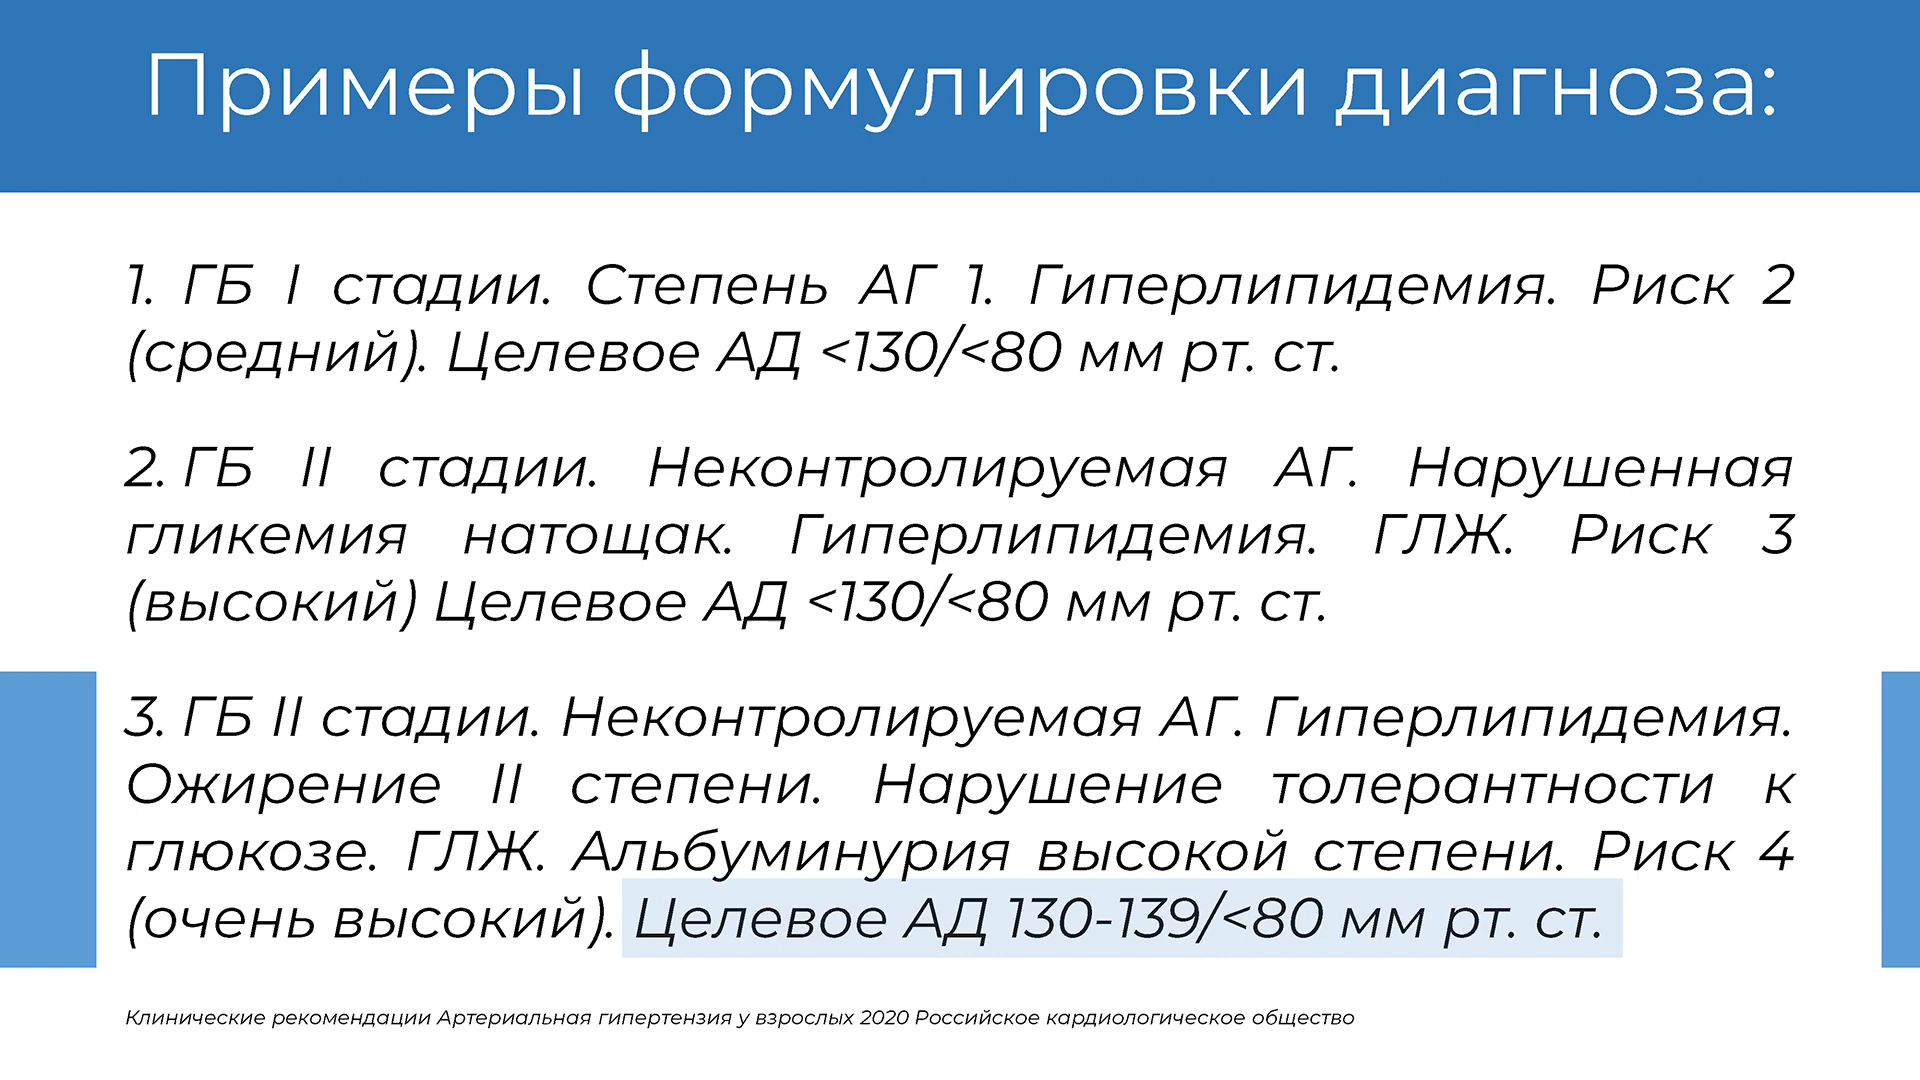 Примеры формулировки диагноза:
1. ГБ I стадии. Степень АГ 1. Гиперлипидемия. Риск 2
(средний). Целевое АД <130/<80 мм рт. ст.
2. ГБ II стадии. Неконтролируемая АГ. Нарушенная
гликемия натощак. Гиперлипидемия. ГЛЖ. Риск 3
(высокий) Целевое АД <130/<80 мм рт. ст.
3. ГБ II стадии. Неконтролируемая АГ. Гиперлипидемия.
Ожирение II степени. Нарушение толерантности к
глюкозе. ГЛЖ. Альбуминурия высокой степени. Риск 4
(очень высокий). Целевое АД 130-139/<80 мм рт. ст.
Клинические рекомендации Артериальная гипертензия у взрослых 2020 Российское кардиологическое общество